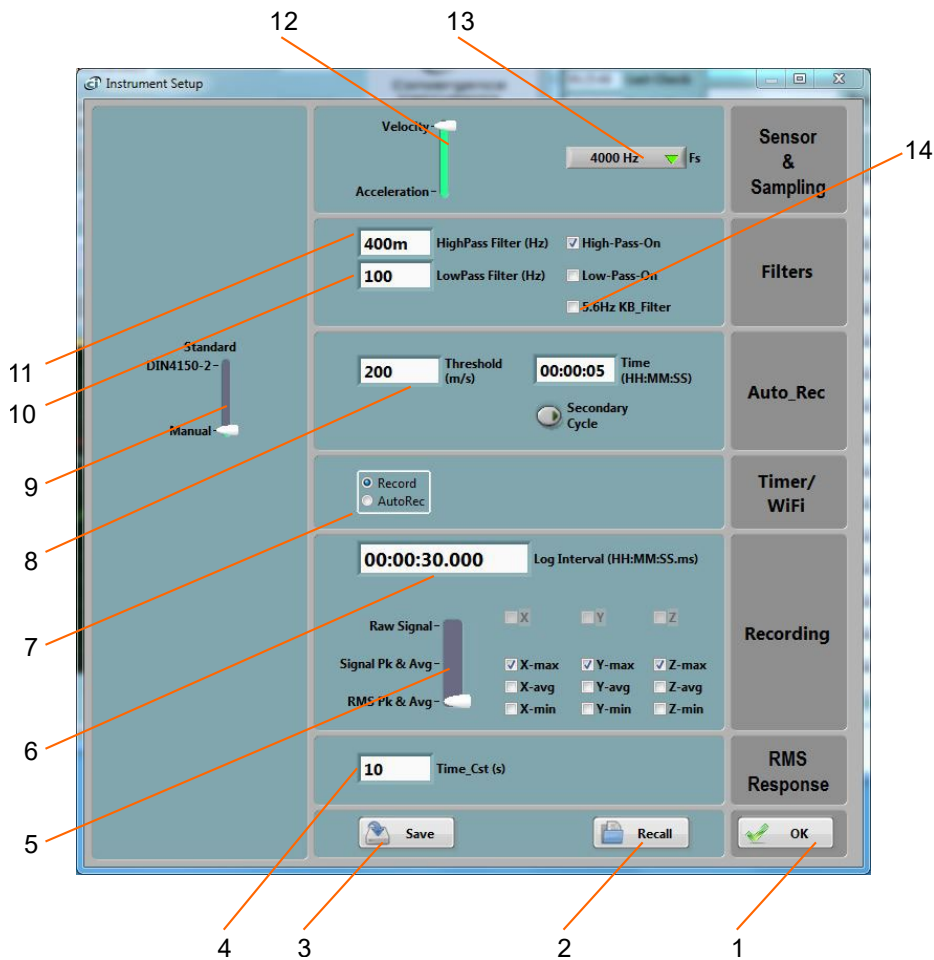 12 13
Instrument Setup
Convergence
Last Check
Velocity
Acceleration
4000 Hz Fs
Sensor
&
Sampling
14
11
400m HighPass Filter (Hz) High-Pass-On
10
100 LowPass Filter (Hz) Low-Pass-On
5.6Hz KB_Filter
Filters
Standard
DIN4150-2
Manual
9
8
200 Threshold
(m/s)
00:00:05 Time
(HH:MM:SS)
Secondary
Cycle
Auto_Rec
7
Record
AutoRec
Timer/
WiFi
6
00:00:30.000 Log Interval (HH:MM:SS.ms)
5
Raw Signal X Y Z
Signal Pk & Avg X-max Y-max Z-max
X-avg Y-avg Z-avg
RMS Pk & Avg X-min Y-min Z-min
Recording
10 Time_Cst (s)
RMS
Response
Save Recall OK
4 3 2 1